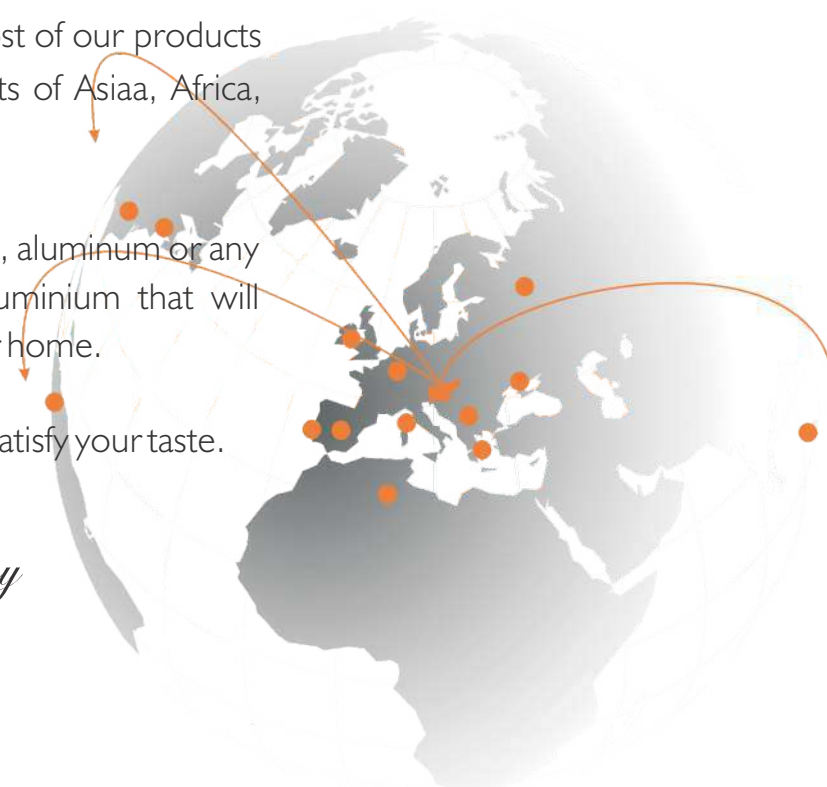 st of our products
ts of Asiaa, Africa,
, aluminum or any
uminium that will
home.
atisfy your taste.
y